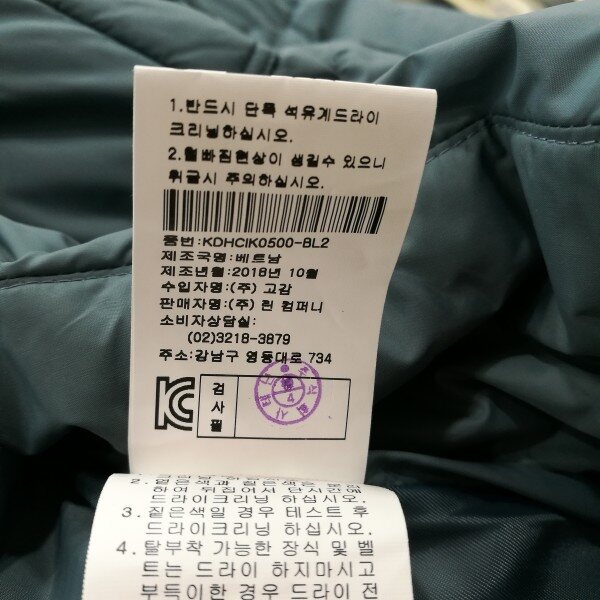 1.반드시 단독 석유계드라이
크리닝하십시오.
2.털빠짐현상이 생길수 있으니
취급시 주의하십시오.
품번:KDHCIK0500-BL2
제조국명:베트남
제조년월:2018년 10월
수입자명:(주) 고감
판매자명:(주) 린 컴퍼니
소비자상담실:
(02)3218-3879
주소:강남구 영동대로 734
KC
검사필
4
하여 뒤집어서 단시간에
드라이크리닝 하십시오.
3. 짙은색일 경우 테스트 후
드라이크리닝 하십시오.
4. 탈부착 가능한 장식 및 벨
트는 드라이 하지마시고
부득이한 경우 드라이 전